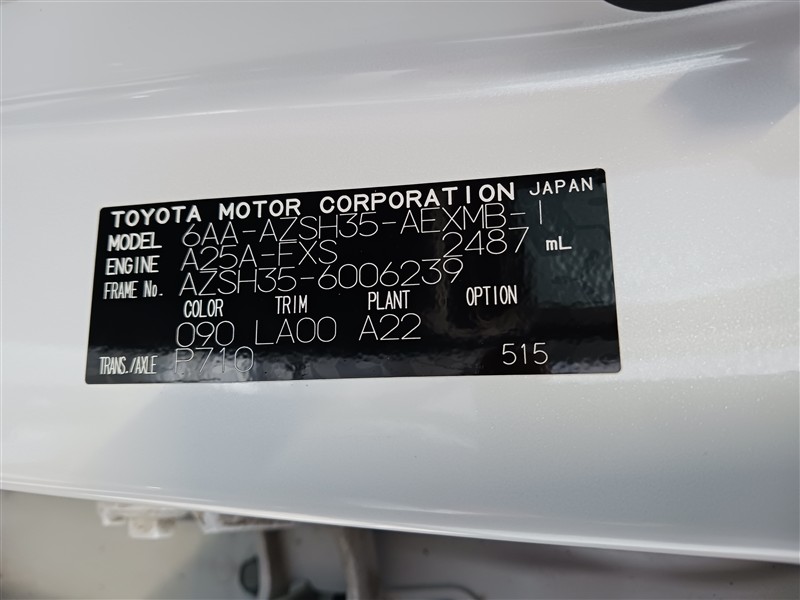 TOYOTA MOTOR CORPORATION JAPAN
MODEL 6AA-AZSH35-AEXMB-1
ENGINE A25A-FXS 2487 mL
FRAME No. AZSH35-6006239
COLOR TRIM PLANT OPTION
090 LA00 A22
TRANS./AXLE P710 515